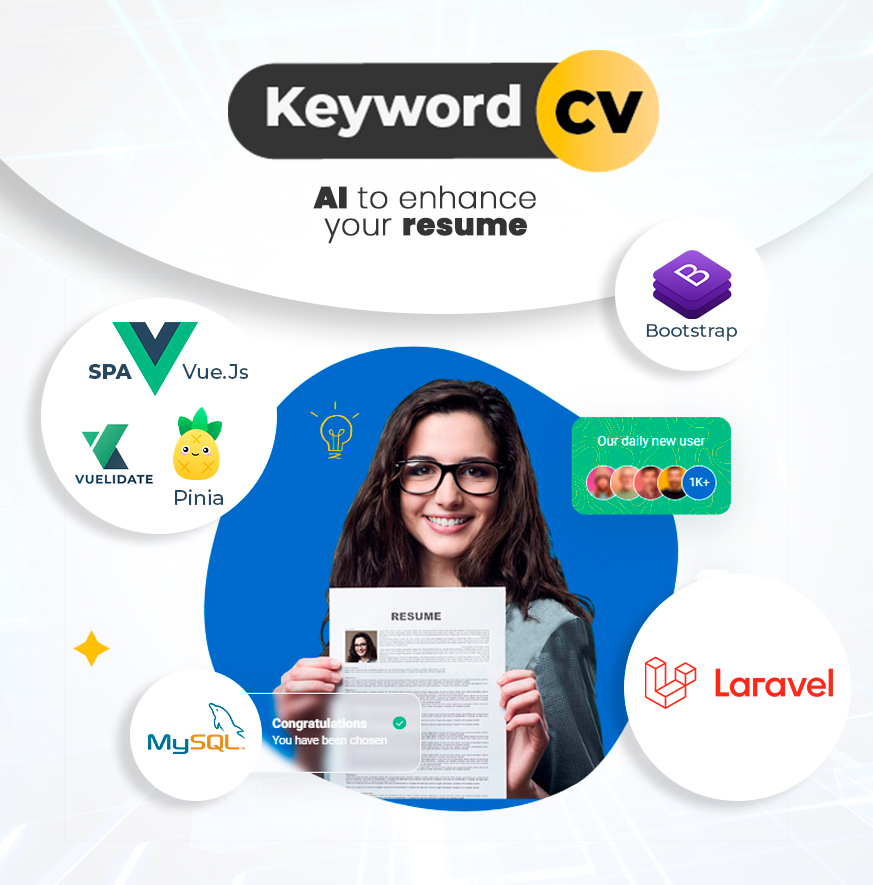 Keyword CV
AI to enhance
your resume
B
Bootstrap
SPA Vue.Js
VUELIDATE
Pinia
Our daily new user
1K+
RESUME
Laravel
MySQL™
Congratulations
You have been chosen